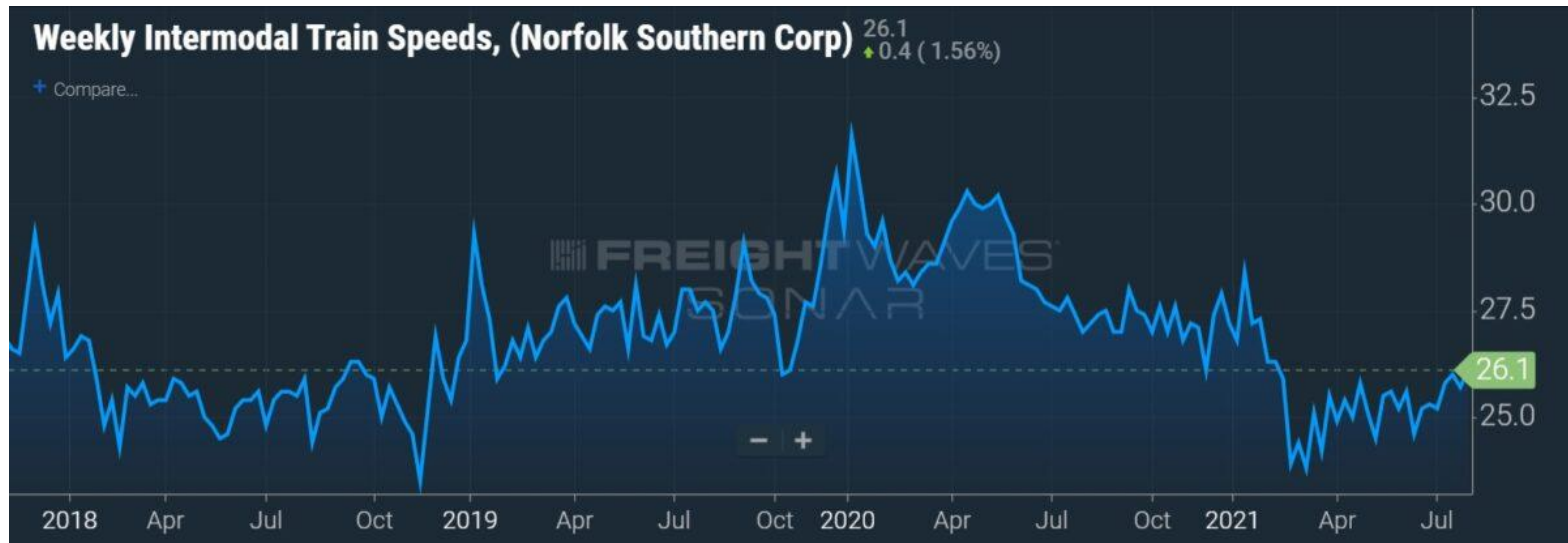 Weekly Intermodal Train Speeds, (Norfolk Southern Corp) 26.1
0.4 ( 1.56%)
+ Compare...
32.5
30.0
FREIGHTWAVES
SONAR
27.5
26.1
25.0
− +
2018 Apr Jul Oct 2019 Apr Jul Oct 2020 Apr Jul Oct 2021 Apr Jul